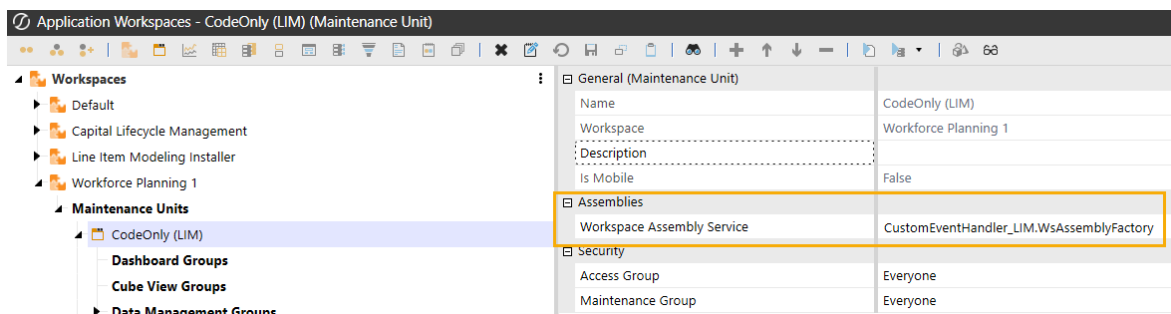 Application Workspaces - CodeOnly (LIM) (Maintenance Unit)
Workspaces
Default
Capital Lifecycle Management
Line Item Modeling Installer
Workforce Planning 1
Maintenance Units
CodeOnly (LIM)
Dashboard Groups
Cube View Groups
Data Management Groups
General (Maintenance Unit)
Name CodeOnly (LIM)
Workspace Workforce Planning 1
Description
Is Mobile False
Assemblies
Workspace Assembly Service CustomEventHandler_LIM.WsAssemblyFactory
Security
Access Group Everyone
Maintenance Group Everyone